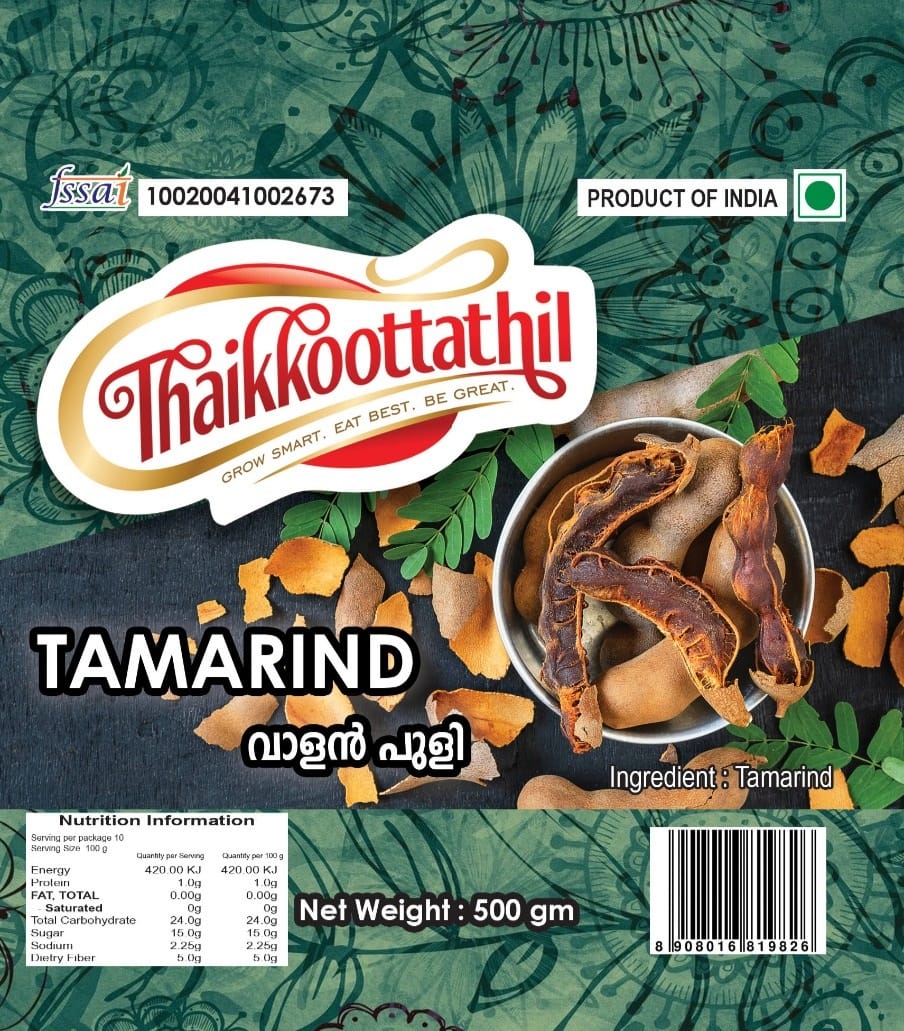 fssai 10020041002673
PRODUCT OF INDIA
Thaikkoottathil
GROW SMART. EAT BEST. BE GREAT.
TAMARIND
വാളൻ പുളി
Ingredient : Tamarind
Nutrition Information
Serving per package 10
Serving Size 100 g
Quantity per Serving Quantity per 100 g
Energy 420.00 KJ 420.00 KJ
Protein 1.0g 1.0g
FAT, TOTAL 0.00g 0.00g
- Saturated 0g 0g
Total Carbohydrate 24.0g 24.0g
Sugar 15.0g 15.0g
Sodium 2.25g 2.25g
Dietry Fiber 5.0g 5.0g
Net Weight : 500 gm
8 908016 819826